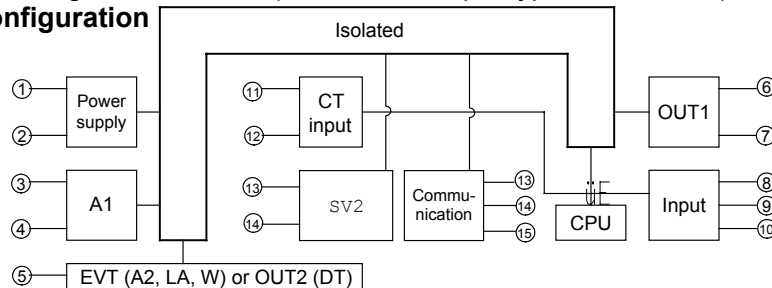 onfiguration
Isolated
①
②
Power
supply
⑪
⑫
CT
input
OUT1
⑥
⑦
③
④
A1
⑬
⑭
SV2
Commu-
nication
⑬
⑭
⑮
CPU
Input
⑧
⑨
⑩
⑤
EVT (A2, LA, W) or OUT2 (DT)